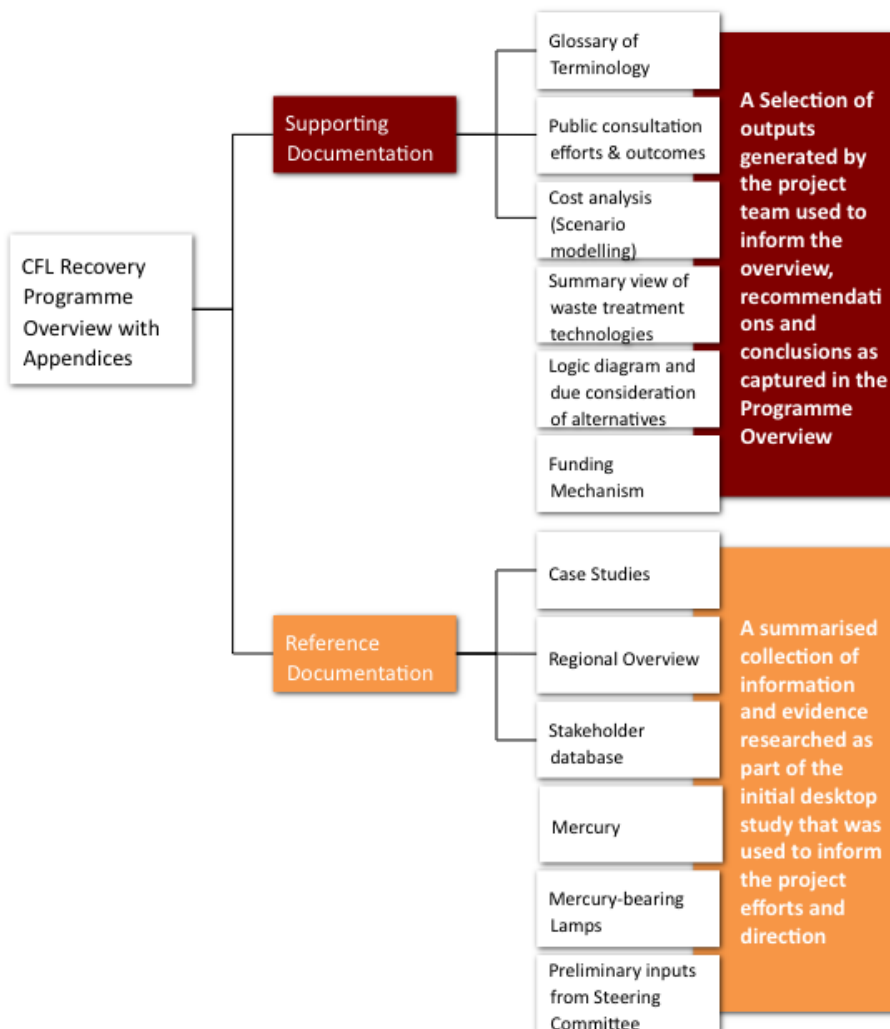 CFL Recovery
Programme
Overview with
Appendices
Supporting
Documentation
Glossary of
Terminology
Public consultation
efforts & outcomes
Cost analysis
(Scenario
modelling)
Summary view of
waste treatment
technologies
Logic diagram and
due consideration
of alternatives
Funding
Mechanism
A Selection of
outputs
generated by
the project
team used to
inform the
overview,
recommendati
ons and
conclusions as
captured in the
Programme
Overview
Reference
Documentation
Case Studies
Regional Overview
Stakeholder
database
Mercury
Mercury-bearing
Lamps
Preliminary inputs
from Steering
Committee
A summarised
collection of
information
and evidence
researched as
part of the
initial desktop
study that was
used to inform
the project
efforts and
direction